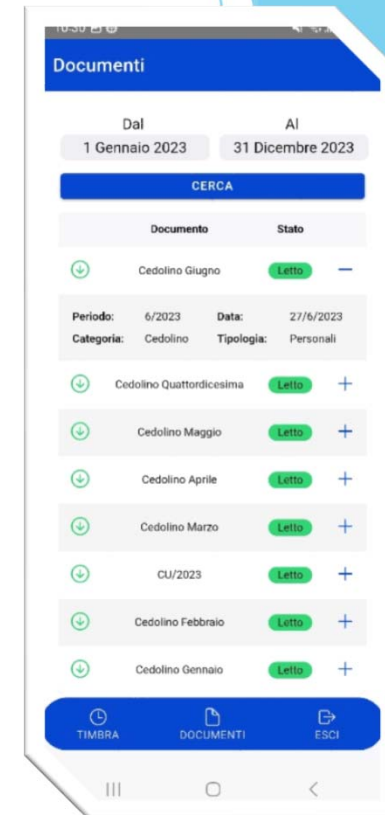 10:30
Documenti
Dal Al
1 Gennaio 2023 31 Dicembre 2023
CERCA
Documento Stato
Cedolino Giugno Letto
Periodo: 6/2023 Data: 27/6/2023
Categoria: Cedolino Tipologia: Personali
Cedolino Quattordicesima Letto
Cedolino Maggio Letto
Cedolino Aprile Letto
Cedolino Marzo Letto
CU/2023 Letto
Cedolino Febbraio Letto
Cedolino Gennaio Letto
TIMBRA DOCUMENTI ESCI